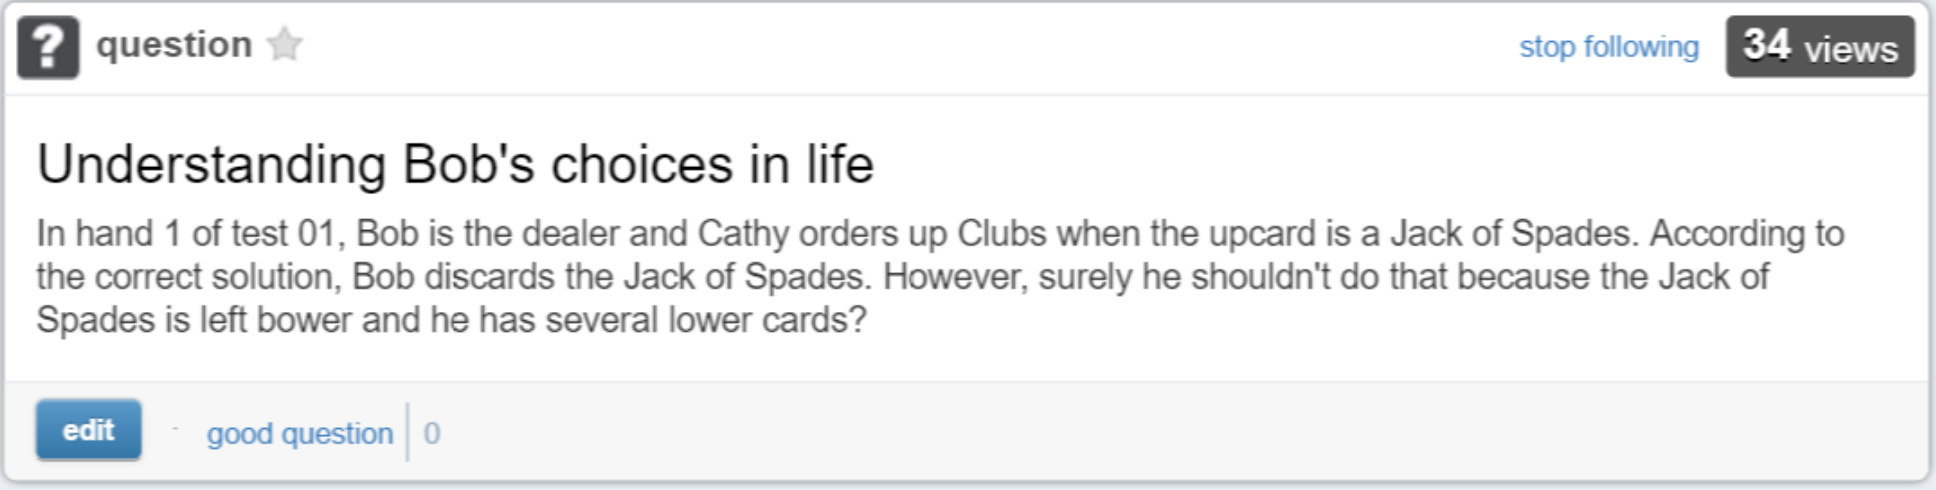 ? question stop following 34 views
Understanding Bob's choices in life
In hand 1 of test 01, Bob is the dealer and Cathy orders up Clubs when the upcard is a Jack of Spades. According to
the correct solution, Bob discards the Jack of Spades. However, surely he shouldn't do that because the Jack of
Spades is left bower and he has several lower cards?
edit · good question 0